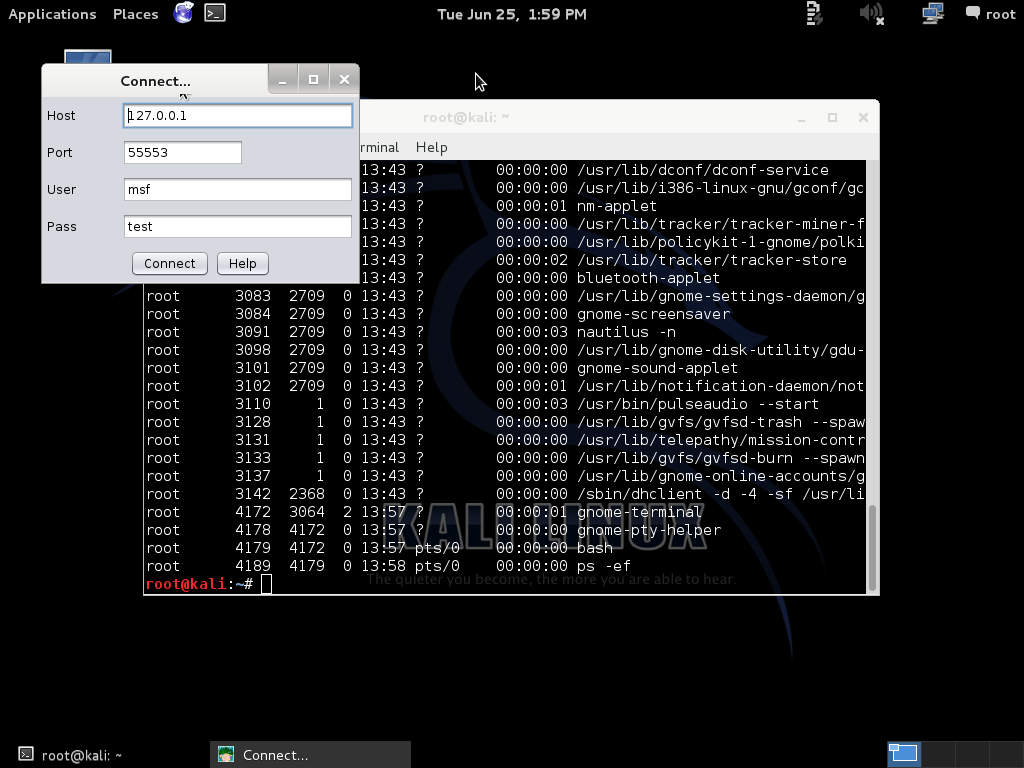 Applications Places Tue Jun 25, 1:59 PM root
Connect...
Host 127.0.0.1
Port 55553
User msf
Pass test
Connect Help
root@kali: ~
rminal Help
13:43 ? 00:00:00 /usr/lib/dconf/dconf-service
13:43 ? 00:00:00 /usr/lib/i386-linux-gnu/gconf/gc
13:43 ? 00:00:01 nm-applet
13:43 ? 00:00:00 /usr/lib/tracker/tracker-miner-f
13:43 ? 00:00:00 /usr/lib/policykit-1-gnome/polki
13:43 ? 00:00:02 /usr/lib/tracker/tracker-store
13:43 ? 00:00:00 bluetooth-applet
root 3083 2709 0 13:43 ? 00:00:00 /usr/lib/gnome-settings-daemon/g
root 3084 2709 0 13:43 ? 00:00:00 gnome-screensaver
root 3091 2709 0 13:43 ? 00:00:03 nautilus -n
root 3098 2709 0 13:43 ? 00:00:00 /usr/lib/gnome-disk-utility/gdu-
root 3101 2709 0 13:43 ? 00:00:00 gnome-sound-applet
root 3102 2709 0 13:43 ? 00:00:01 /usr/lib/notification-daemon/not
root 3110 1 0 13:43 ? 00:00:03 /usr/bin/pulseaudio --start
root 3128 1 0 13:43 ? 00:00:00 /usr/lib/gvfs/gvfsd-trash --spaw
root 3131 1 0 13:43 ? 00:00:00 /usr/lib/telepathy/mission-contr
root 3133 1 0 13:43 ? 00:00:00 /usr/lib/gvfs/gvfsd-burn --spawn
root 3137 1 0 13:43 ? 00:00:00 /usr/lib/gnome-online-accounts/g
root 3142 2368 0 13:43 ? 00:00:00 /sbin/dhclient -d -4 -sf /usr/li
root 4172 3064 2 13:57 ? 00:00:01 gnome-terminal
root 4178 4172 0 13:57 ? 00:00:00 gnome-pty-helper
root 4179 4172 0 13:57 pts/0 00:00:00 bash
root 4189 4179 0 13:58 pts/0 00:00:00 ps -ef
root@kali:~#
KALI LINUX
The quieter you become, the more you are able to hear.
root@kali: ~ Connect...